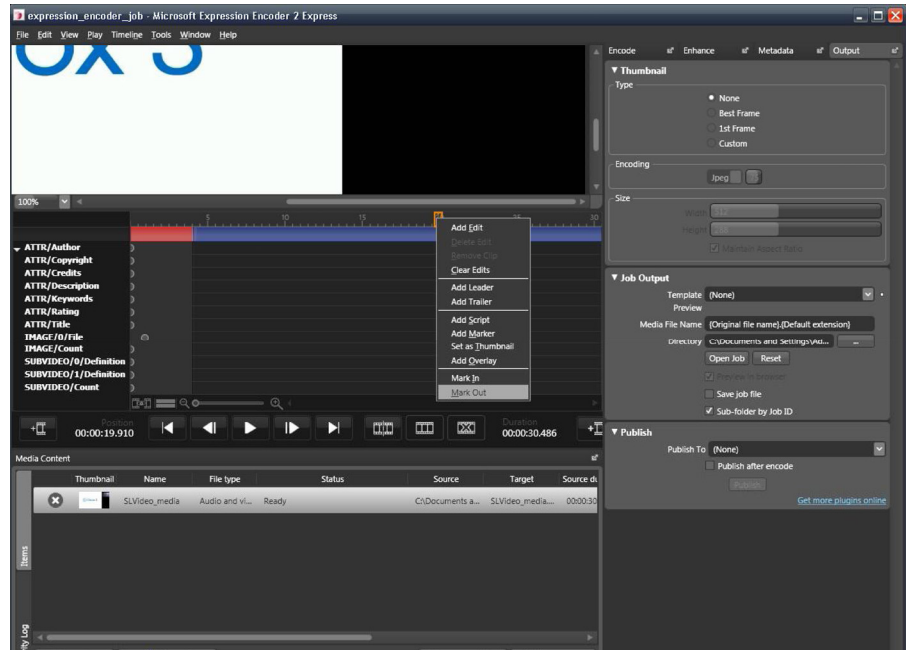 expression_encoder_job - Microsoft Expression Encoder 2 Express
File Edit View Play Timeline Tools Window Help
OX 3
100%
5 10 15 30
ATTR/Author
ATTR/Copyright
ATTR/Credits
ATTR/Description
ATTR/Keywords
ATTR/Rating
ATTR/Title
IMAGE/0/File
IMAGE/Count
SUBVIDEO/0/Definition
SUBVIDEO/1/Definition
SUBVIDEO/Count
Add Edit
Delete Edit
Remove Clip
Clear Edits
Add Leader
Add Trailer
Add Script
Add Marker
Set as Thumbnail
Add Overlay
Mark In
Mark Out
Position
00:00:19.910
Duration
00:00:30.486
Media Content
Thumbnail Name File type Status Source Target Source du
SLVideo_media Audio and vi... Ready C:\Documents a... SLVideo_media.... 00:00:30
Items
ity Log
Encode Enhance Metadata Output
Thumbnail
Type
None
Best Frame
1st Frame
Custom
Encoding
Jpeg
Size
Width
Height
Maintain Aspect Ratio
Job Output
Template (None)
Preview
Media File Name {Original file name}.{Default extension}
Directory C:\Documents and Settings\Ad... ...
Open Job Reset
Preview in browser
Save job file
Sub-folder by Job ID
Publish
Publish To (None)
Publish after encode
Publish
Get more plugins online